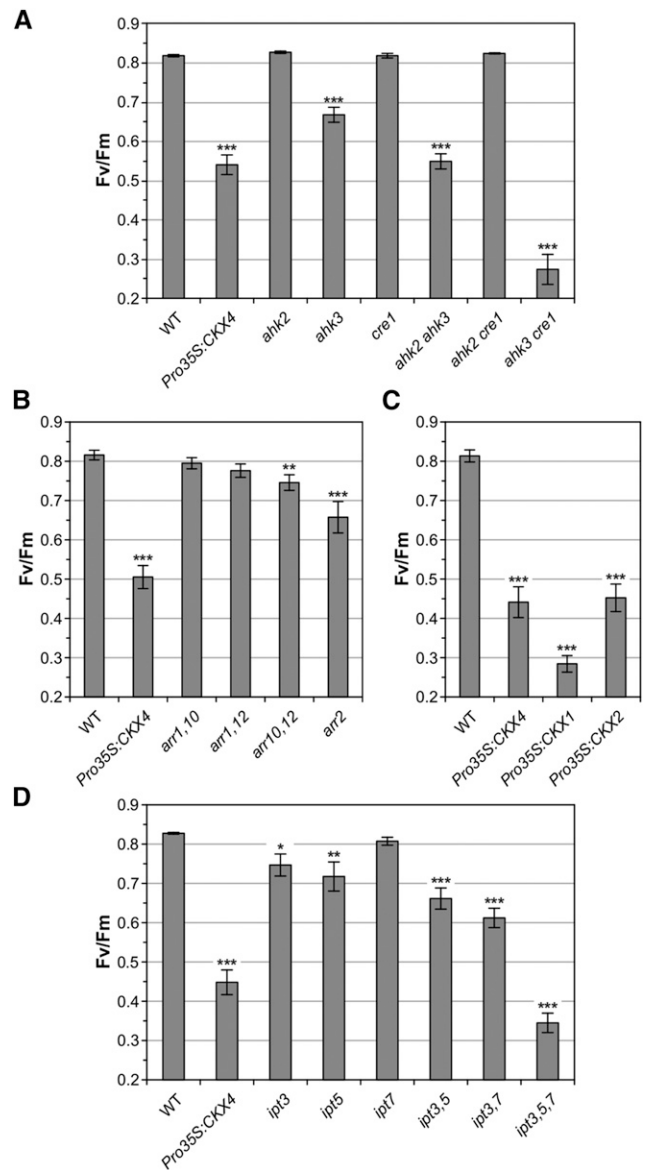 A
0.9
0.8
0.7
0.6
0.5
0.4
0.3
0.2
Fv/Fm
***
***
***
***
WT
Pro35S:CKX4
ahk2
ahk3
cre1
ahk2 ahk3
ahk2 cre1
ahk3 cre1
B
0.9
0.8
0.7
0.6
0.5
0.4
0.3
0.2
Fv/Fm
***
**
***
WT
Pro35S:CKX4
arr1,10
arr1,12
arr10,12
arr2
C
0.9
0.8
0.7
0.6
0.5
0.4
0.3
0.2
Fv/Fm
***
***
***
WT
Pro35S:CKX4
Pro35S:CKX1
Pro35S:CKX2
D
0.9
0.8
0.7
0.6
0.5
0.4
0.3
0.2
Fv/Fm
***
*
**
***
***
***
WT
Pro35S:CKX4
ipt3
ipt5
ipt7
ipt3,5
ipt3,7
ipt3,5,7